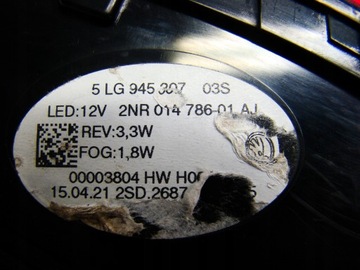 5 LG 945 207 03S
LED:12V 2NR 014 786-01 AJ
REV:3,3W
FOG:1,8W
00003804 HW
15.04.21 2SD.2687